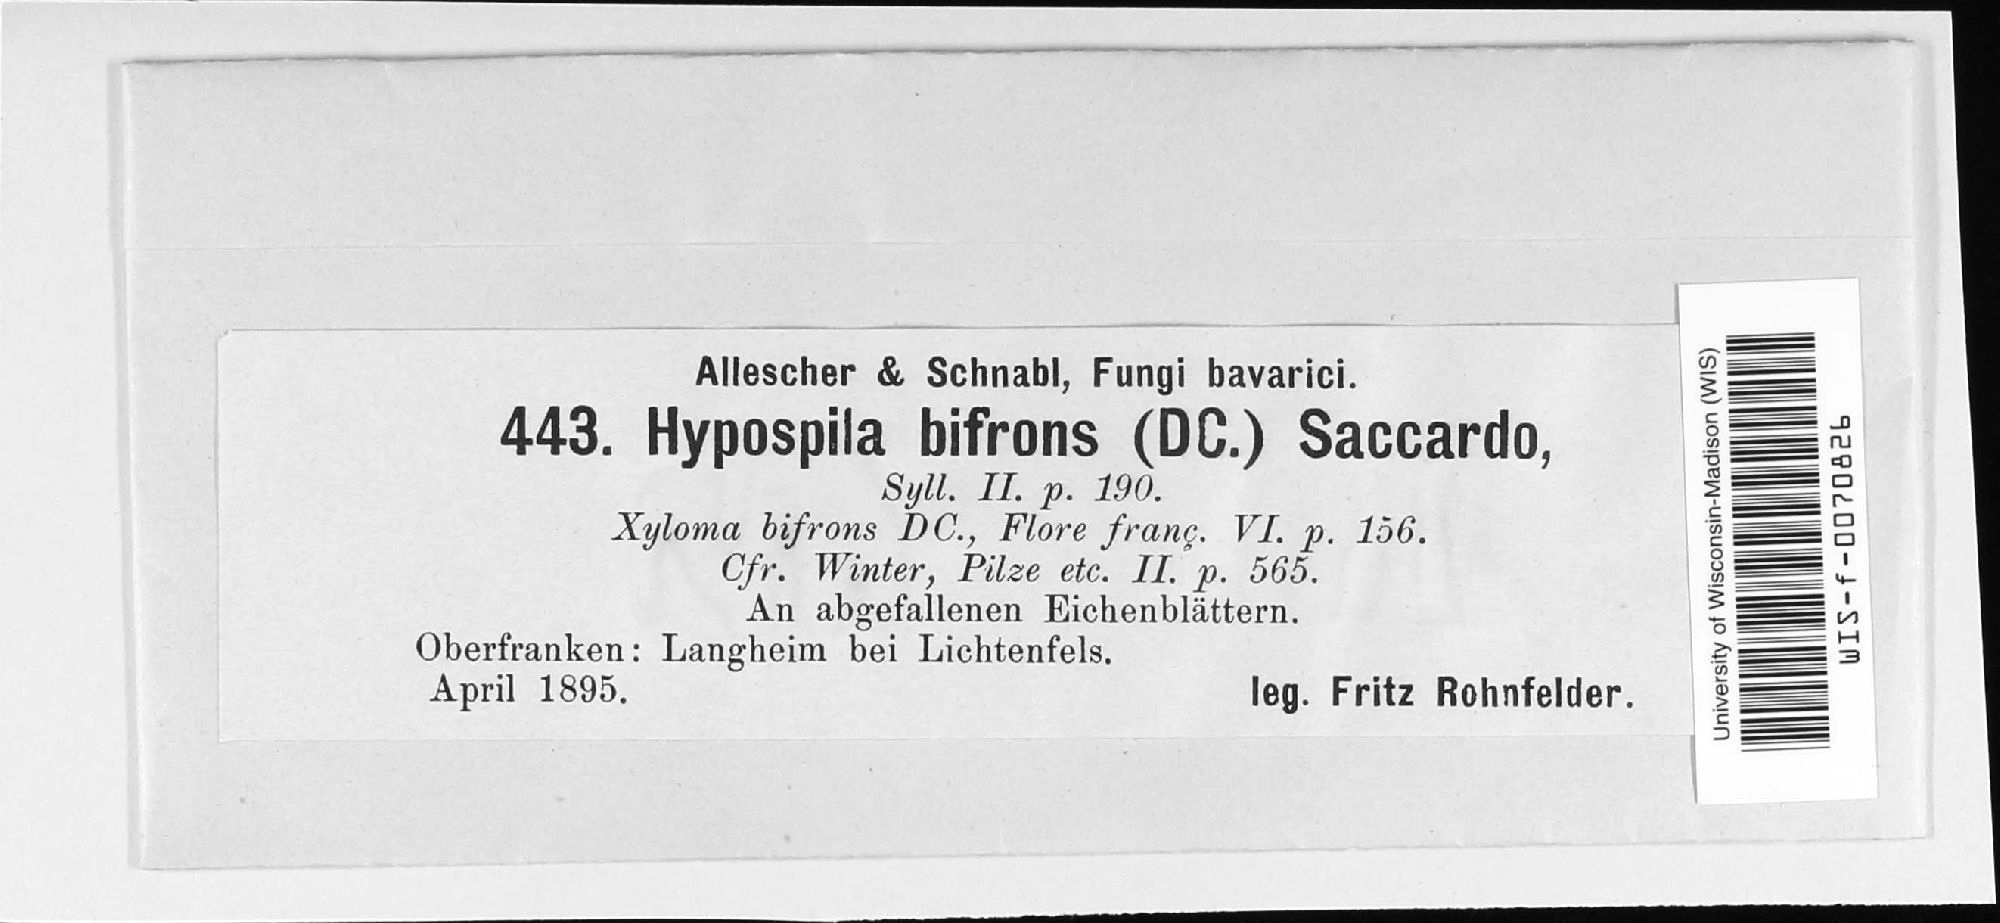 Allescher & Schnabl, Fungi bavarici.
443. Hypospila bifrons (DC.) Saccardo,
Syll. II. p. 190.
Xyloma bifrons DC., Flore franç. VI. p. 156.
Cfr. Winter, Pilze etc. II. p. 565.
An abgefallenen Eichenblättern.
Oberfranken: Langheim bei Lichtenfels.
April 1895.
leg. Fritz Rohnfelder.
University of Wisconsin-Madison (WIS)
WIS-f-0070826